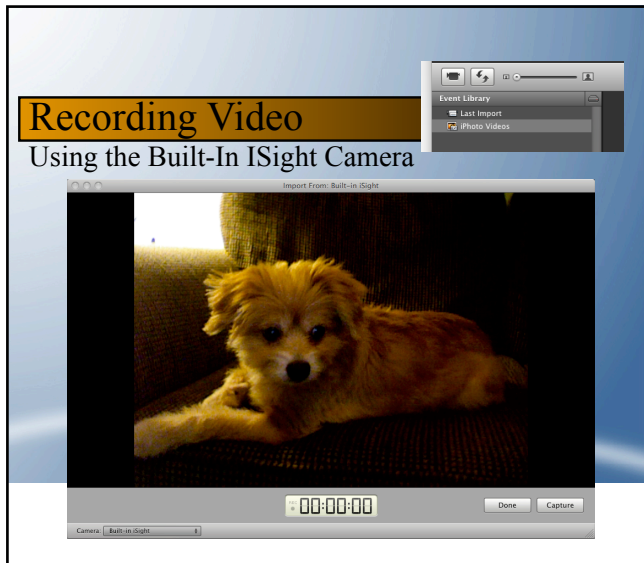 Recording Video
Using the Built-In ISight Camera
Event Library
Last Import
iPhoto Videos
Import From: Built-in iSight
00:00:00
Done
Capture
Camera: Built-in iSight